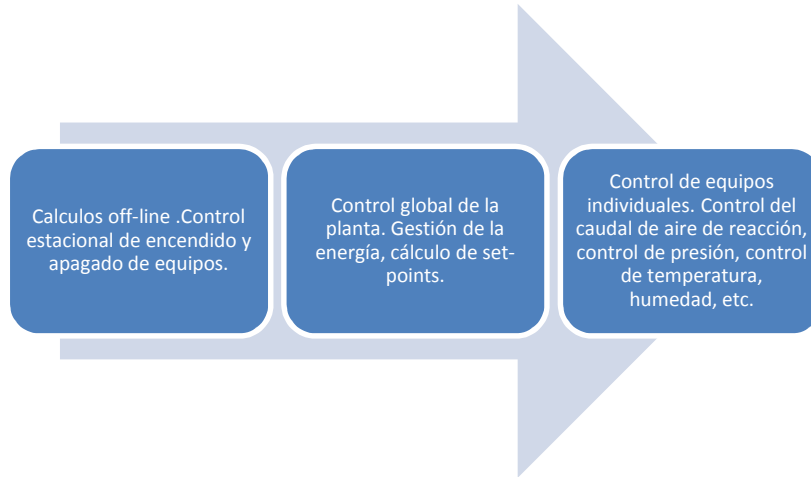 Calculos off-line .Control
estacional de encendido y
apagado de equipos.
Control global de la
planta. Gestión de la
energía, cálculo de set-
points.
Control de equipos
individuales. Control del
caudal de aire de reacción,
control de presión, control
de temperatura,
humedad, etc.